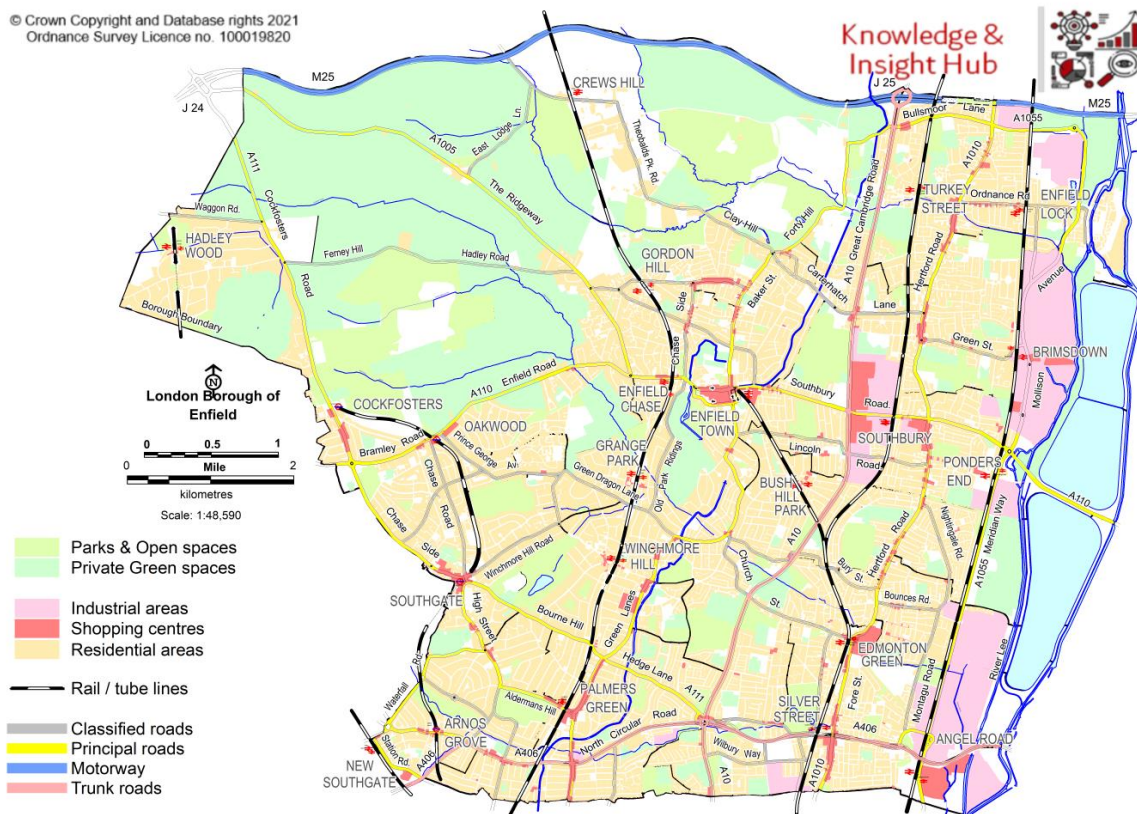 © Crown Copyright and Database rights 2021
Ordnance Survey Licence no. 100019820
Knowledge &
Insight Hub
M25
J 24
J 25
M25
CREWS HILL
Bullsmoor Lane
A1055
A111
A1005
East Lodge Ln.
Theobalds Pk. Rd
A1010
TURKEY
STREET
Ordnance Rd
ENFIELD
LOCK
Waggon Rd.
Cockfosters
Road
The Ridgeway
Clay Hill
Forty Hill
A10 Great Cambridge Road
HADLEY
WOOD
Ferney Hill
Hadley Road
GORDON
HILL
Baker St.
Carterhatch
Lane
Hertford Road
Avenue
Borough Boundary
Side
Chase
Green St.
BRIMSDOWN
Mollison
N
London Borough of
Enfield
0 0.5 1
Mile
0 2
kilometres
Scale: 1:48,590
COCKFOSTERS
A110
Enfield Road
ENFIELD
CHASE
ENFIELD
TOWN
Southbury
Road
SOUTHBURY
OAKWOOD
Bramley Road
Prince George Av.
GRANGE
PARK
Old Park Ridings
Lincoln
Road
PONDERS
END
A110
Chase
Road
Green Dragon Lane
BUSH
HILL
PARK
A10
Nightingale Rd.
A1055 Meridian Way
Chase
Side
Winchmore Hill Road
WINCHMORE
HILL
Church
St.
Bury St.
Hertford Road
Bounces Rd.
Parks & Open spaces
Private Green spaces
Industrial areas
Shopping centres
Residential areas
Rail / tube lines
Classified roads
Principal roads
Motorway
Trunk roads
SOUTHGATE
High Street
Bourne Hill
Green Lanes
Hedge Lane
EDMONTON
GREEN
River Lee
Montagu Road
Fore St.
Waterfall
Rd.
Aldermans Hill
PALMERS
GREEN
A111
SILVER
STREET
ARNOS
GROVE
North Circular Road
A406
ANGEL ROAD
Station Rd.
A406
A406
Wilbury Way
NEW
SOUTHGATE
A10
A1010